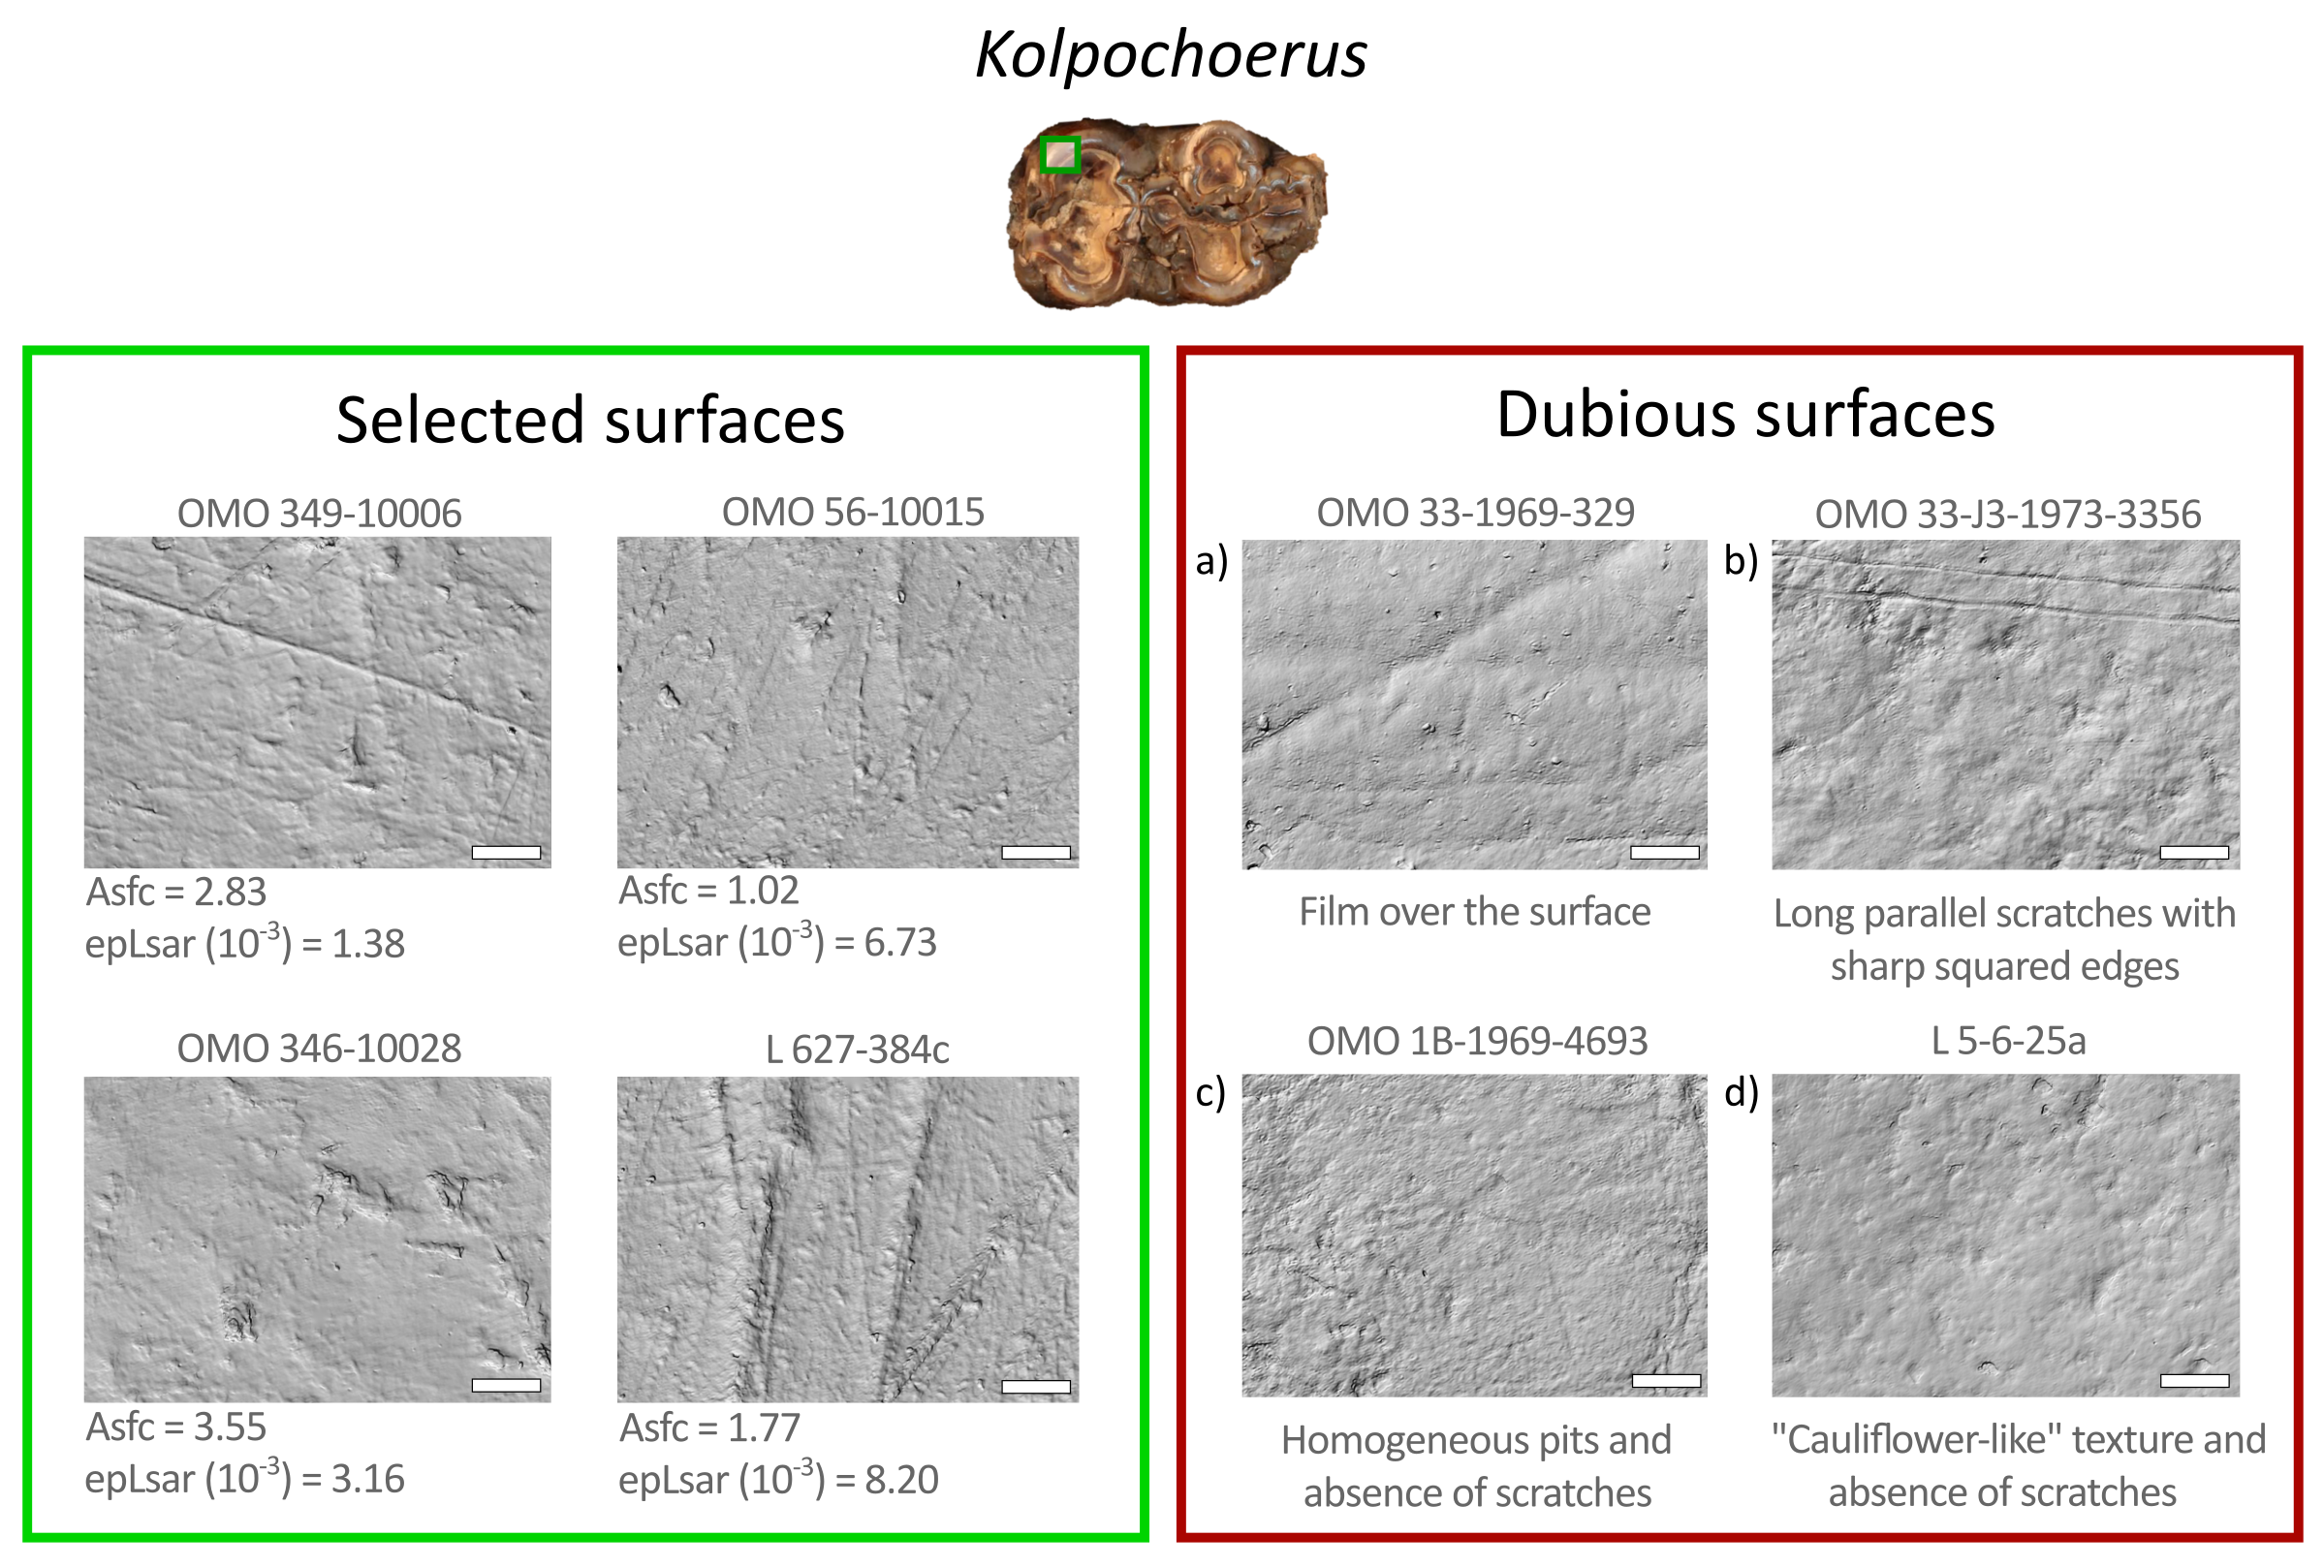 Kolpochoerus
Selected surfaces
OMO 349-10006
OMO 56-10015
Asfc = 2.83
epLsar (10⁻³) = 1.38
Asfc = 1.02
epLsar (10⁻³) = 6.73
OMO 346-10028
L 627-384c
Asfc = 3.55
epLsar (10⁻³) = 3.16
Asfc = 1.77
epLsar (10⁻³) = 8.20
Dubious surfaces
OMO 33-1969-329
OMO 33-J3-1973-3356
a)
b)
Film over the surface
Long parallel scratches with
sharp squared edges
OMO 1B-1969-4693
L 5-6-25a
c)
d)
Homogeneous pits and
absence of scratches
"Cauliflower-like" texture and
absence of scratches